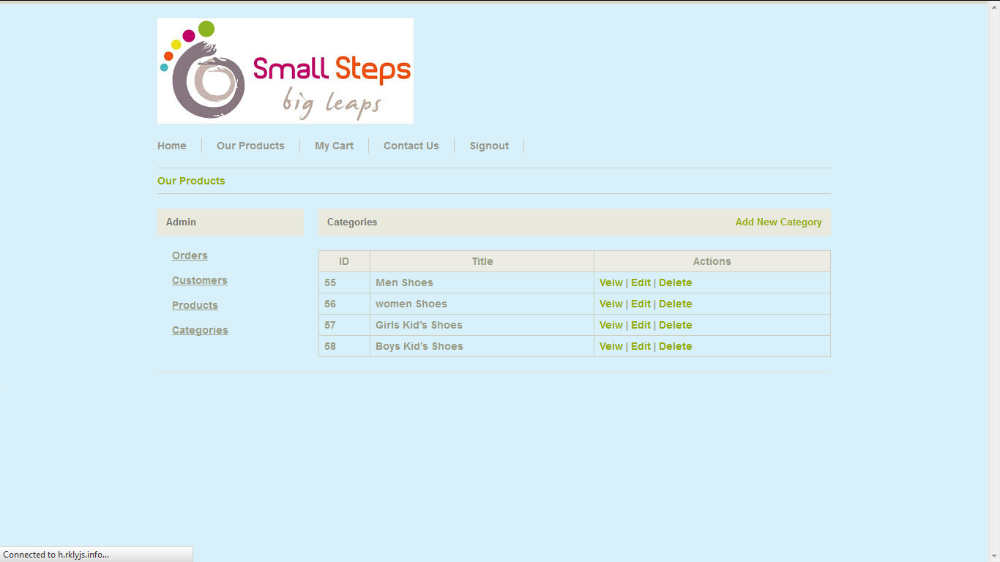 Small Steps
big leaps
Home Our Products My Cart Contact Us Signout
Our Products
Admin
Orders
Customers
Products
Categories
Categories Add New Category
ID Title Actions
55 Men Shoes Veiw | Edit | Delete
56 women Shoes Veiw | Edit | Delete
57 Girls Kid’s Shoes Veiw | Edit | Delete
58 Boys Kid’s Shoes Veiw | Edit | Delete
Connected to h.rklyjs.info...